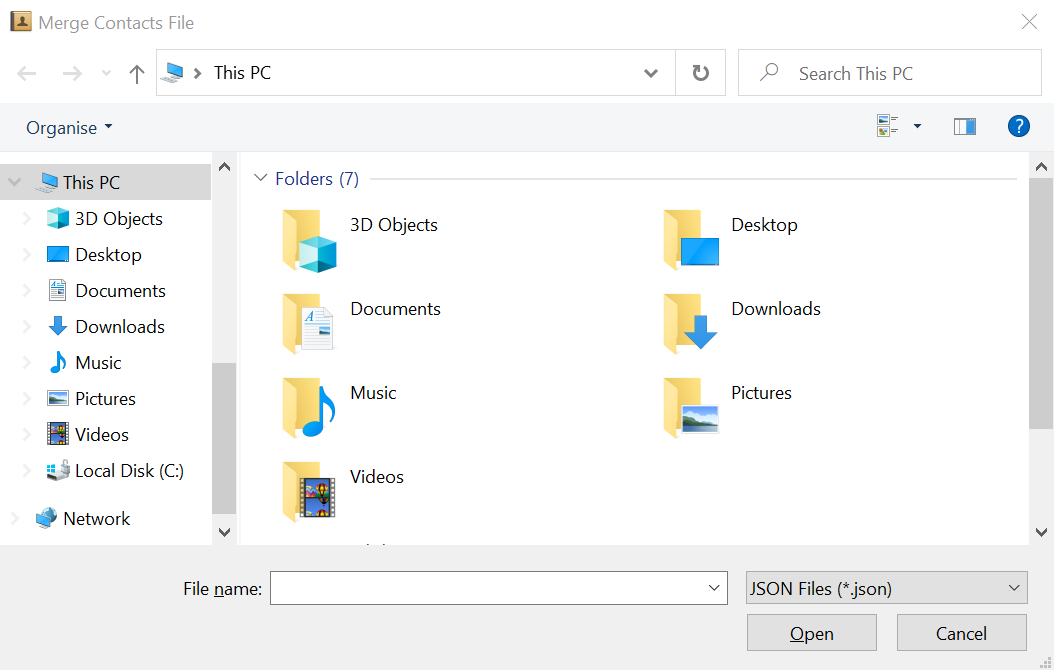 Merge Contacts File
This PC
Search This PC
Organise
?
This PC
3D Objects
Desktop
Documents
Downloads
Music
Pictures
Videos
Local Disk (C:)
Network
Folders (7)
3D Objects
Desktop
Documents
Downloads
Music
Pictures
Videos
File name:
JSON Files (*.json)
Open
Cancel